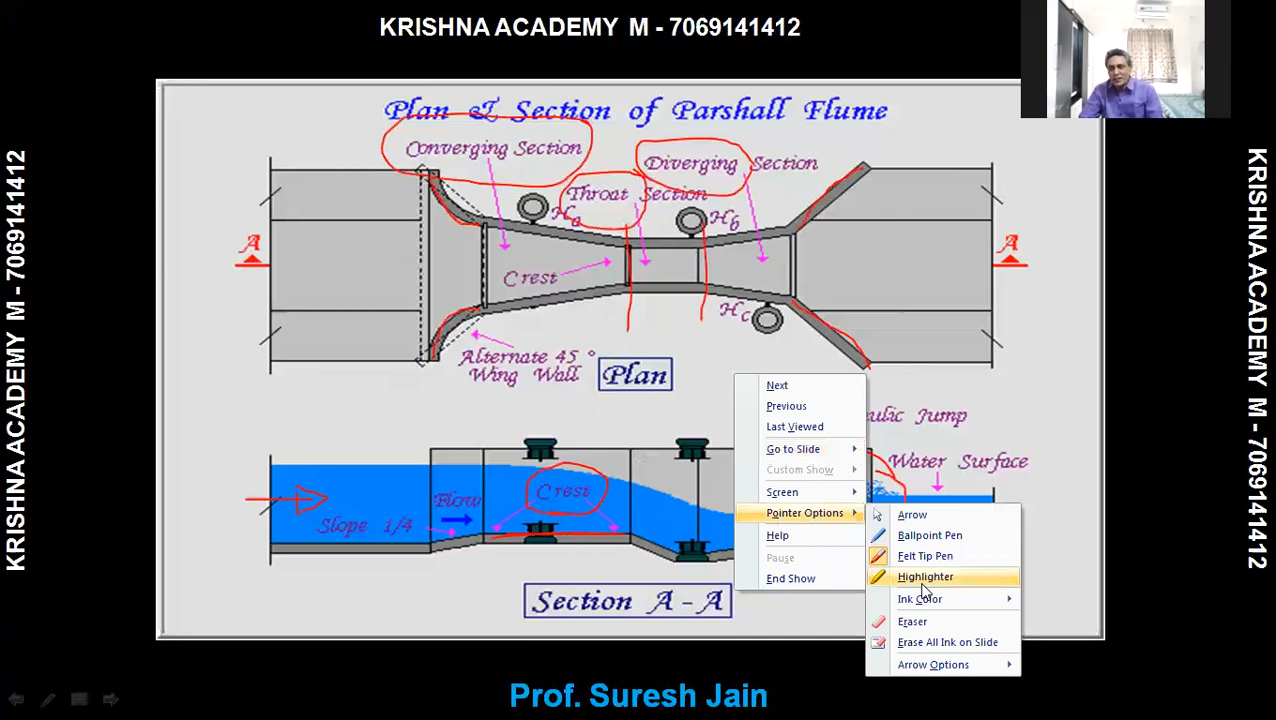 KRISHNA ACADEMY M - 7069141412
Plan & Section of Parshall Flume
Converging Section
Diverging Section
Throat Section
Ha
Hb
A
A
Crest
Hc
Alternate 45 °
Wing Wall
Plan
Next
Previous
Last Viewed
Go to Slide
Custom Show
Screen
Pointer Options
Help
Pause
End Show
Arrow
Ballpoint Pen
Felt Tip Pen
Highlighter
Ink Color
Eraser
Erase All Ink on Slide
Arrow Options
ulic Jump
Water Surface
Crest
Flow
Slope 1/4
Section A - A
Prof. Suresh Jain
KRISHNA ACADEMY M - 7069141412
KRISHNA ACADEMY M - 7069141412